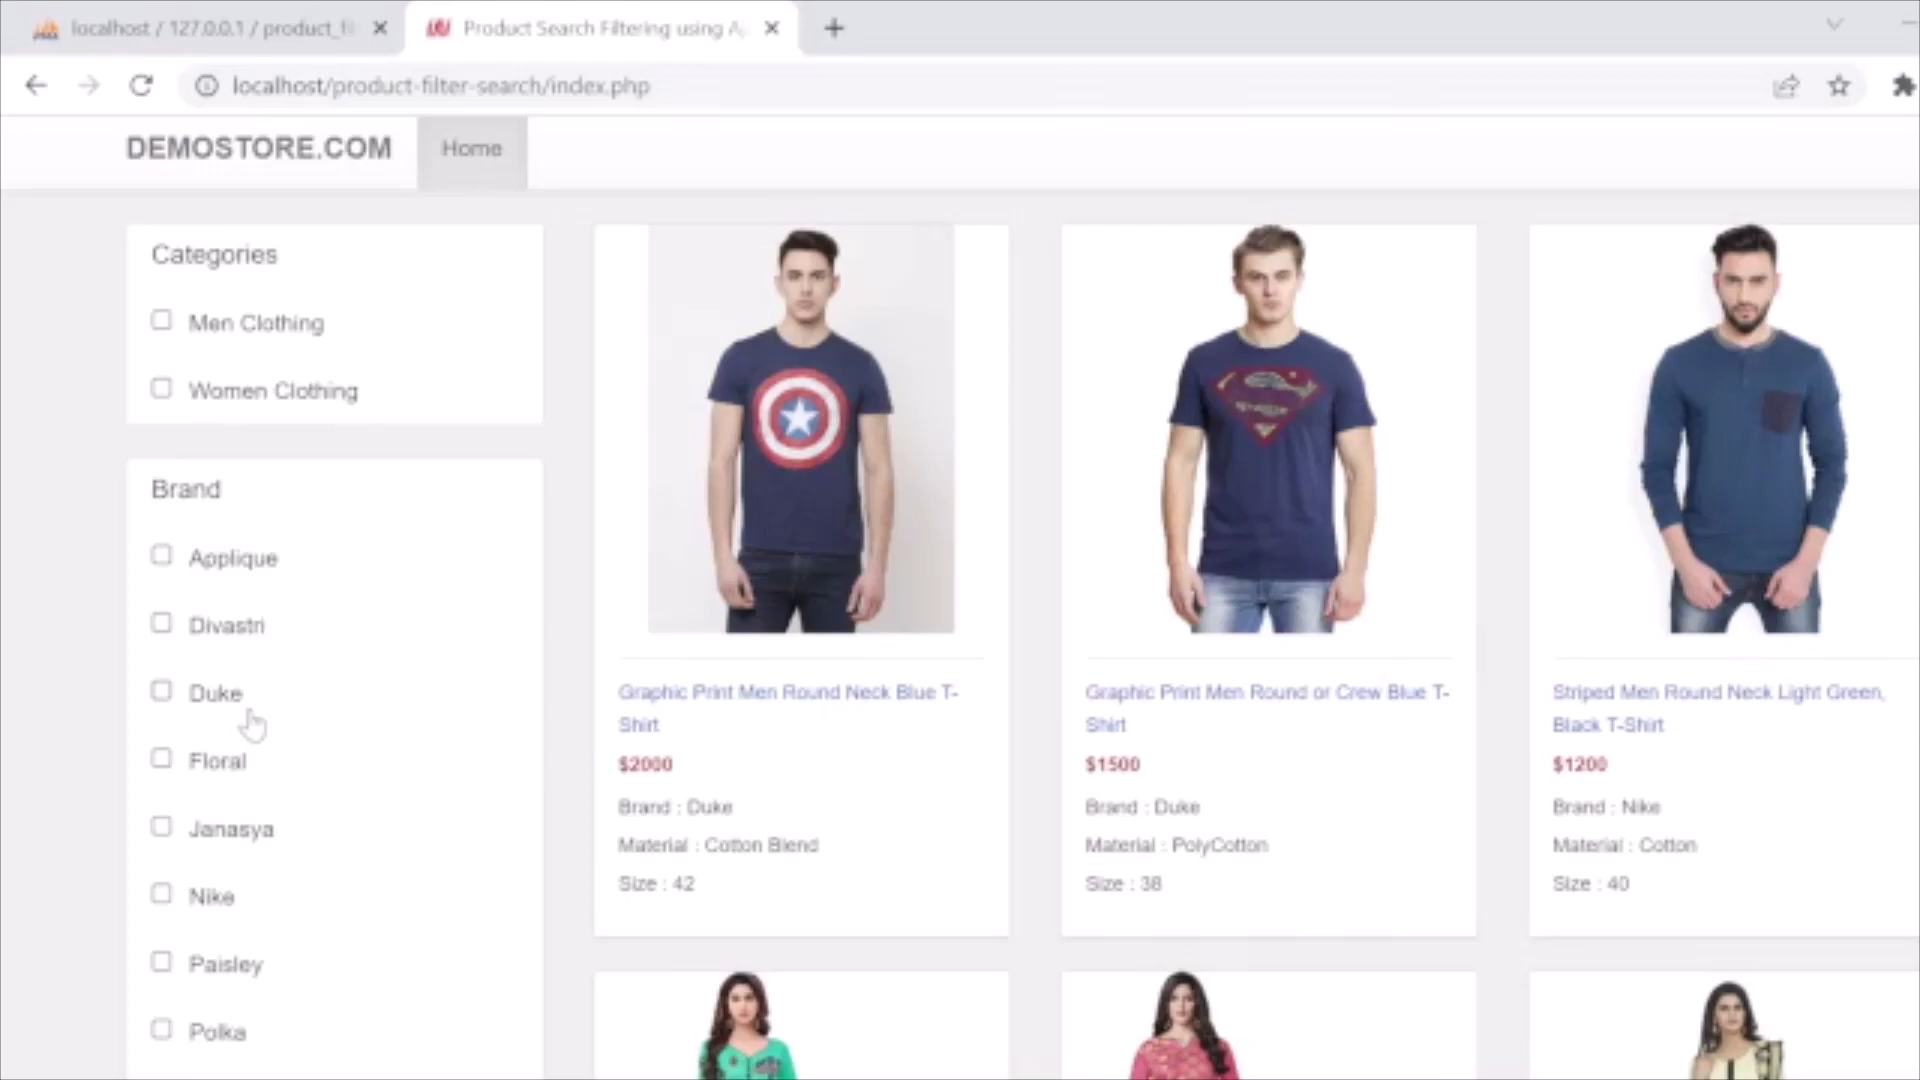 localhost / 127.0.0.1 / product_fi
Product Search Filtering using A
localhost/product-filter-search/index.php
DEMOSTORE.COM
Home
Categories
Men Clothing
Women Clothing
Brand
Applique
Divastri
Duke
Floral
Janasya
Nike
Paisley
Polka
Graphic Print Men Round Neck Blue T-
Shirt
$2000
Brand : Duke
Material : Cotton Blend
Size : 42
Graphic Print Men Round or Crew Blue T-
Shirt
$1500
Brand : Duke
Material : PolyCotton
Size : 38
Striped Men Round Neck Light Green,
Black T-Shirt
$1200
Brand : Nike
Material : Cotton
Size : 40